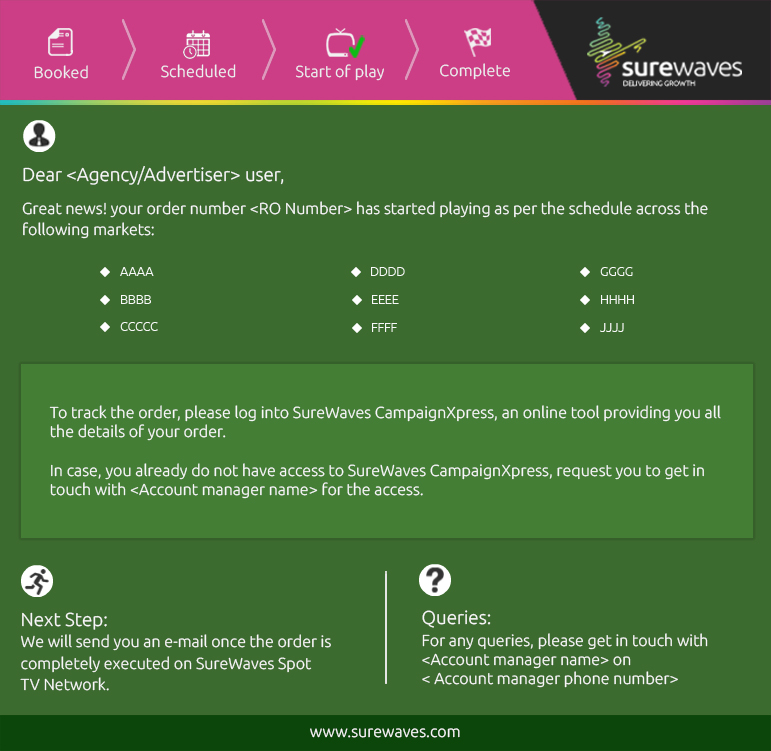 Booked
Scheduled
Start of play
Complete
surewaves
DELIVERING GROWTH
Dear <Agency/Advertiser> user,
Great news! your order number <RO Number> has started playing as per the schedule across the
following markets:
AAAA
DDDD
GGGG
BBBB
EEEE
HHHH
CCCCC
FFFF
JJJJ
To track the order, please log into SureWaves CampaignXpress, an online tool providing you all
the details of your order.
In case, you already do not have access to SureWaves CampaignXpress, request you to get in
touch with <Account manager name> for the access.
Next Step:
We will send you an e-mail once the order is
completely executed on SureWaves Spot
TV Network.
Queries:
For any queries, please get in touch with
<Account manager name> on
< Account manager phone number>
www.surewaves.com